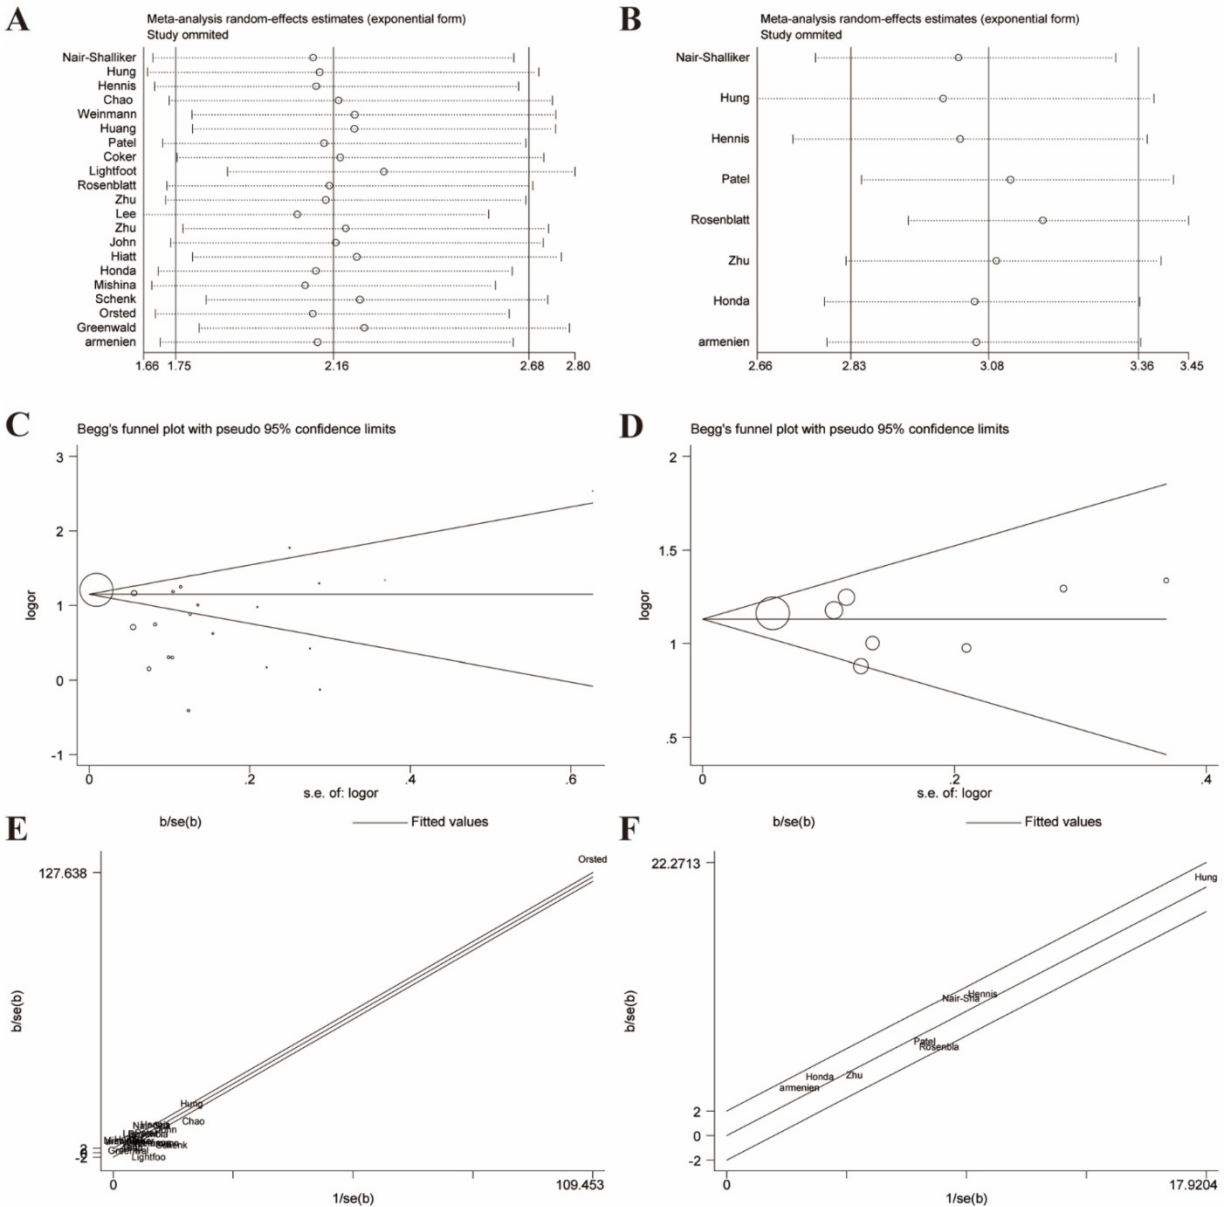 A
Meta-analysis random-effects estimates (exponential form)
Study ommited
Nair-Shalliker
Hung
Hennis
Chao
Weinmann
Huang
Patel
Coker
Lightfoot
Rosenblatt
Zhu
Lee
Zhu
John
Hiatt
Honda
Mishina
Schenk
Orsted
Greenwald
armenien
1.66 1.75 2.16 2.68 2.80
B
Meta-analysis random-effects estimates (exponential form)
Study ommited
Nair-Shalliker
Hung
Hennis
Patel
Rosenblatt
Zhu
Honda
armenien
2.66 2.83 3.08 3.36 3.45
C
Begg's funnel plot with pseudo 95% confidence limits
logor
3
2
1
0
-1
0 .2 .4 .6
s.e. of: logor
D
Begg's funnel plot with pseudo 95% confidence limits
logor
2
1.5
1
.5
0 .2 .4
s.e. of: logor
E
b/se(b) Fitted values
b/se(b)
127.638
Orsted
Hung
Chao
Schenk
Lightfoo
2
0
-2
0 109.453
1/se(b)
F
b/se(b) Fitted values
b/se(b)
22.2713
Hung
Hennis
Nair-Sha
Patel
Rosenbla
Honda
Zhu
armenien
2
0
-2
0 17.9204
1/se(b)